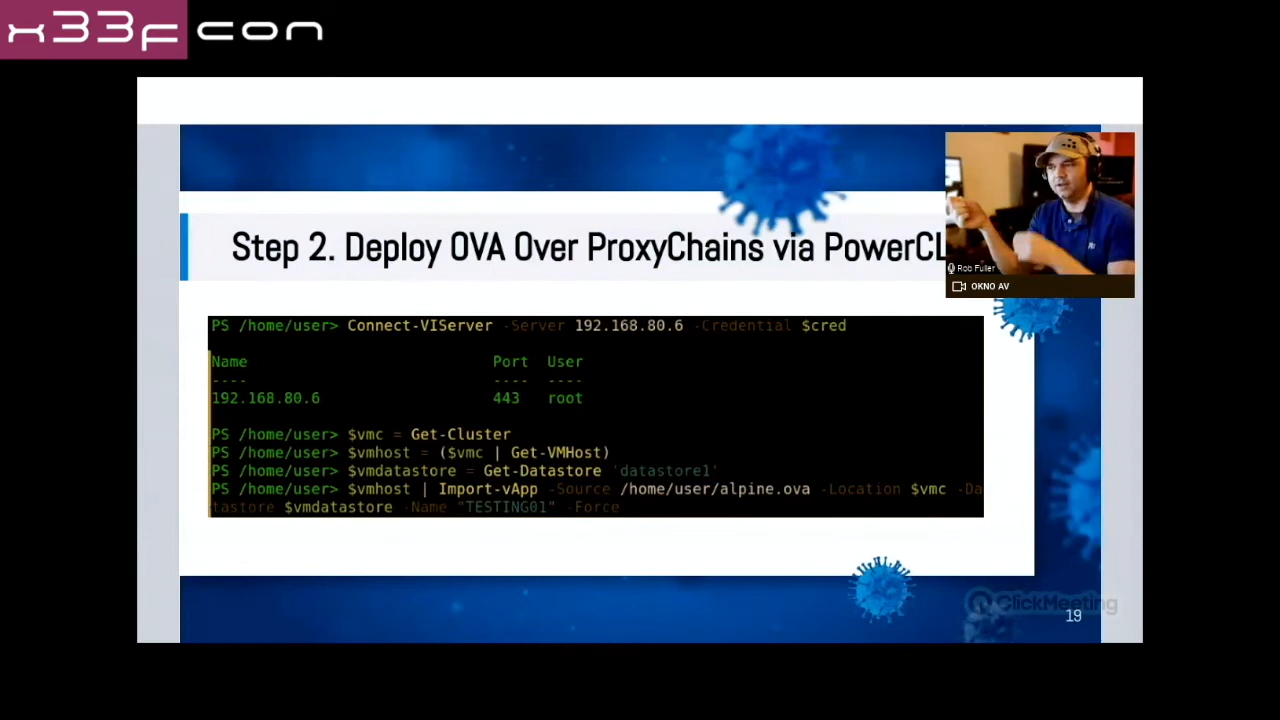 x33fcon
Step 2. Deploy OVA Over ProxyChains via PowerCL
Rob Fuller
OKNO AV
PS /home/user> Connect-VIServer -Server 192.168.80.6 -Credential $cred
Name Port User
---- ---- ----
192.168.80.6 443 root
PS /home/user> $vmc = Get-Cluster
PS /home/user> $vmhost = ($vmc | Get-VMHost)
PS /home/user> $vmdatastore = Get-Datastore 'datastore1'
PS /home/user> $vmhost | Import-vApp -Source /home/user/alpine.ova -Location $vmc -Da
tastore $vmdatastore -Name "TESTING01" -Force
ClickMeeting
19